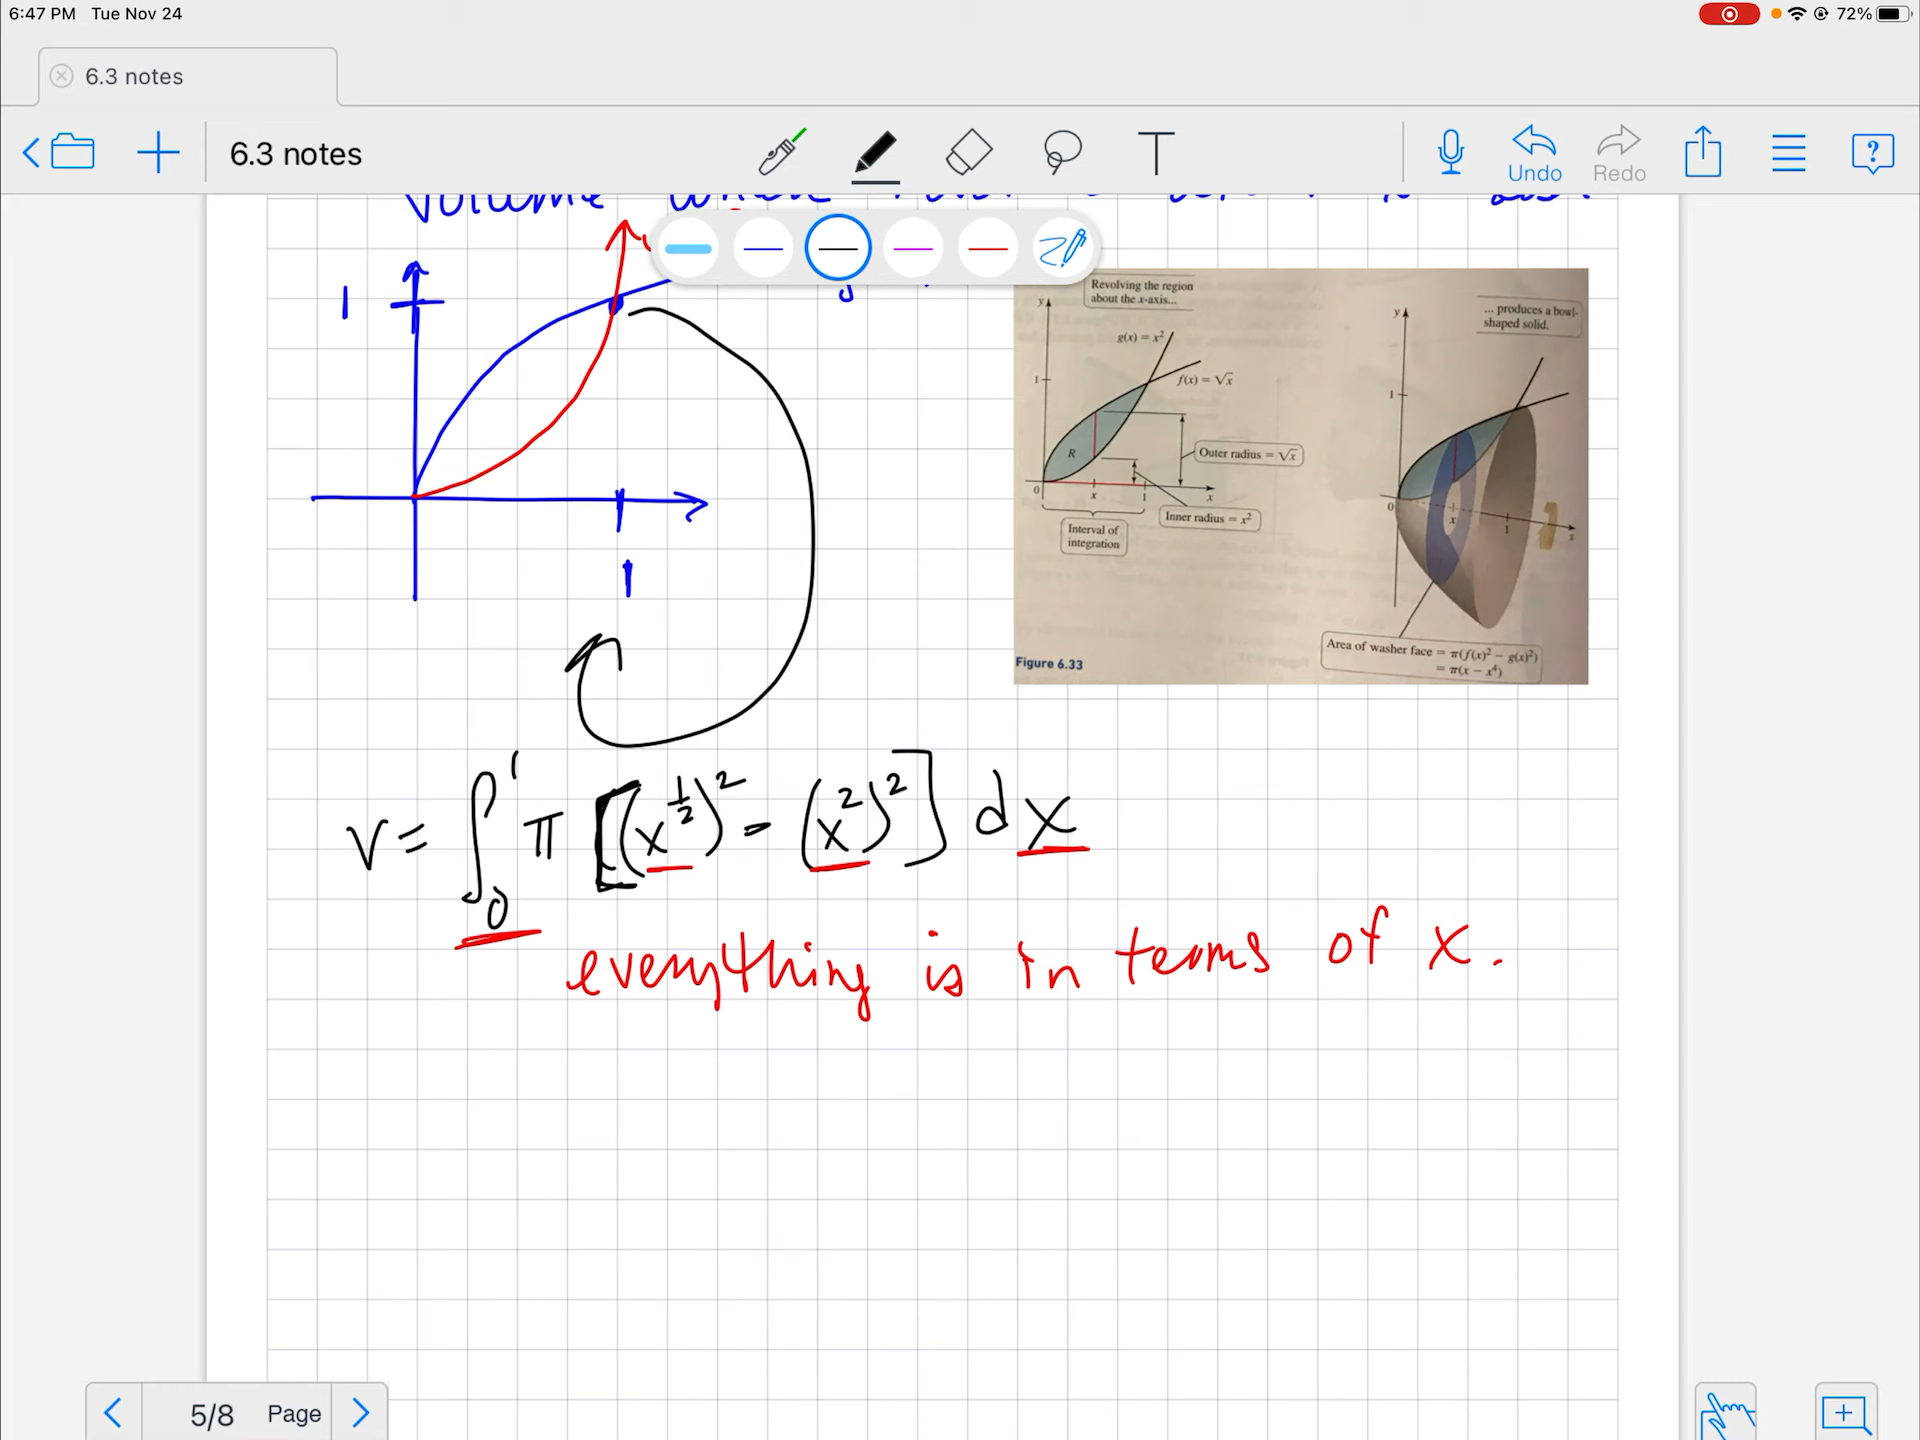 6:47 PM Tue Nov 24
72%
6.3 notes
6.3 notes
Undo
Redo
Volume
1
1
Revolving the region
about the x-axis...
y
g(x) = x²
1
f(x) = √x
R
Outer radius = √x
0
x
1
x
Inner radius = x²
Interval of
integration
Figure 6.33
... produces a bowl-
shaped solid.
y
1
0
x
1
x
Area of washer face = π(f(x)² − g(x)²)
= π(x − x⁴)
V = ∫₀¹ π [(x^½)² - (x²)²] dx
everything is in terms of x.
5/8 Page